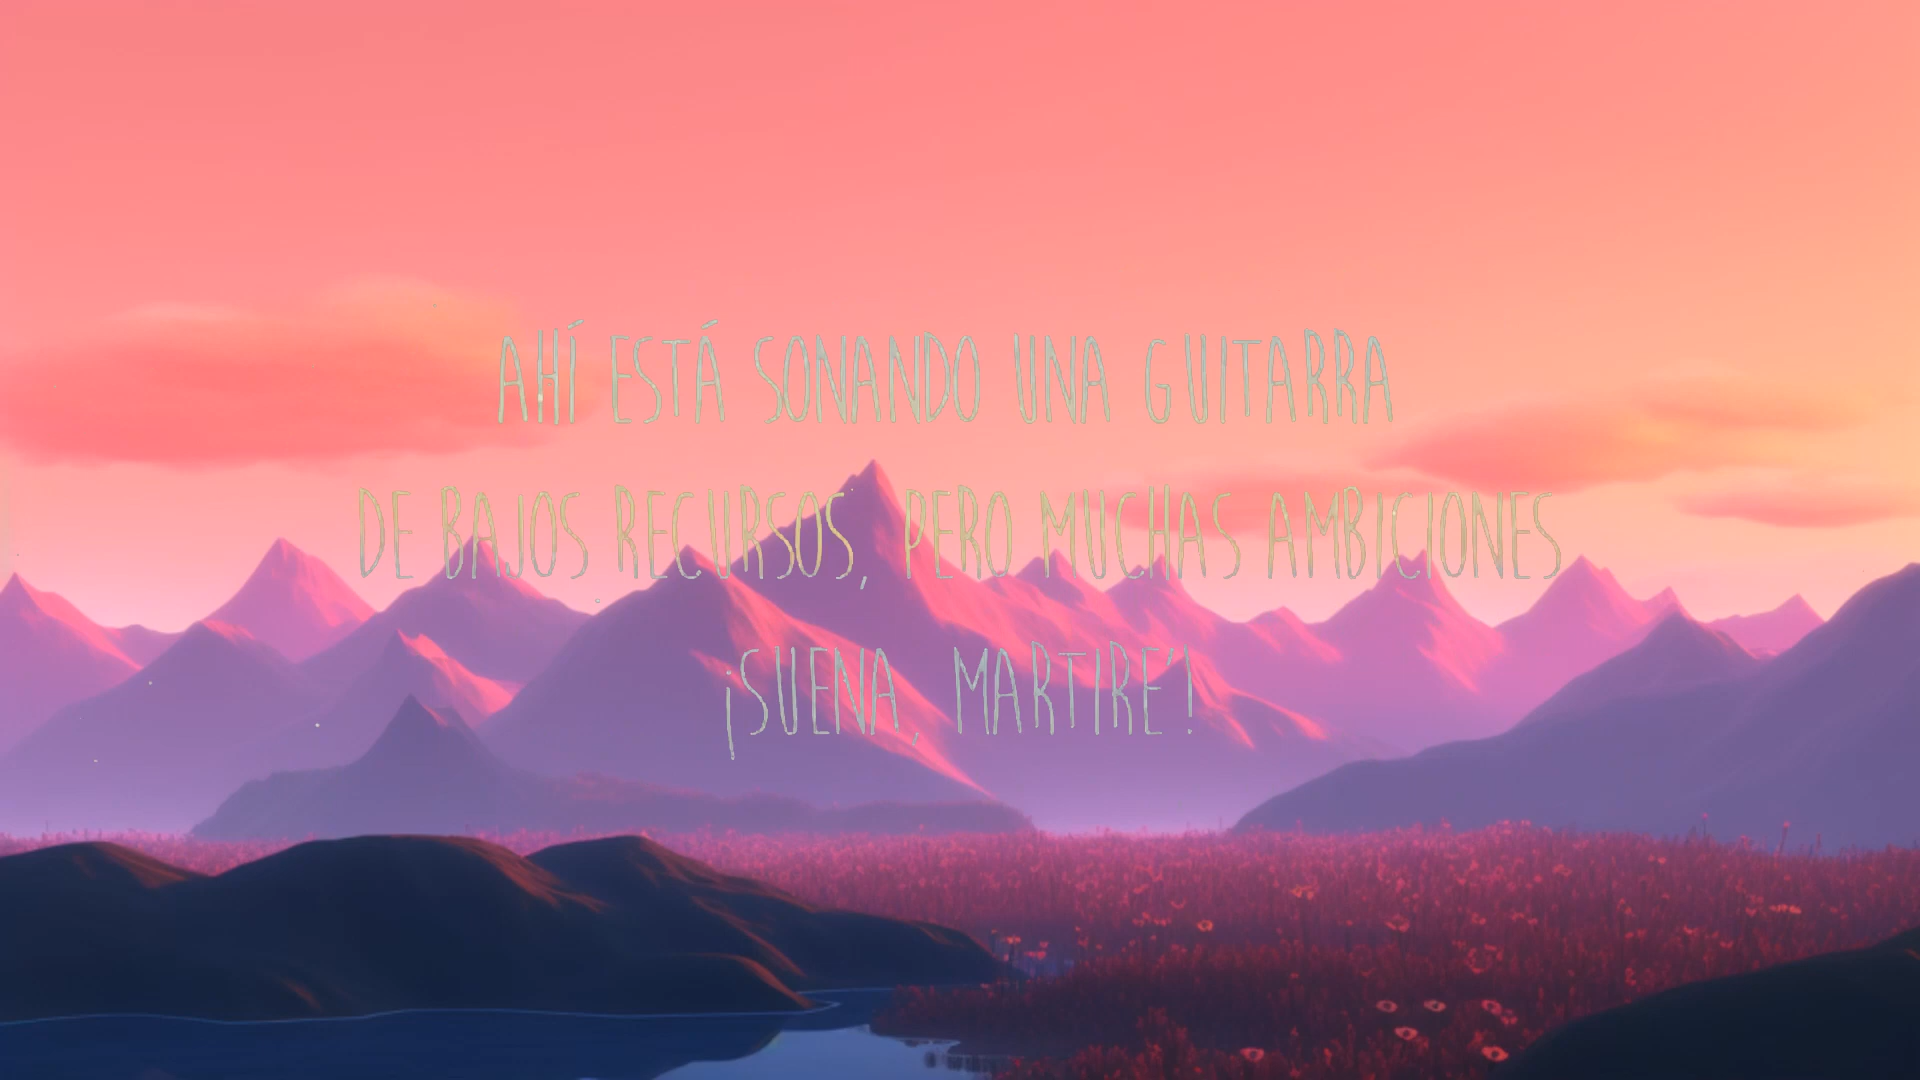 AHÍ ESTÁ SONANDO UNA GUITARRA
DE BAJOS RECURSOS, PERO MUCHAS AMBICIONES
¡SUENA, MARTIRE'!